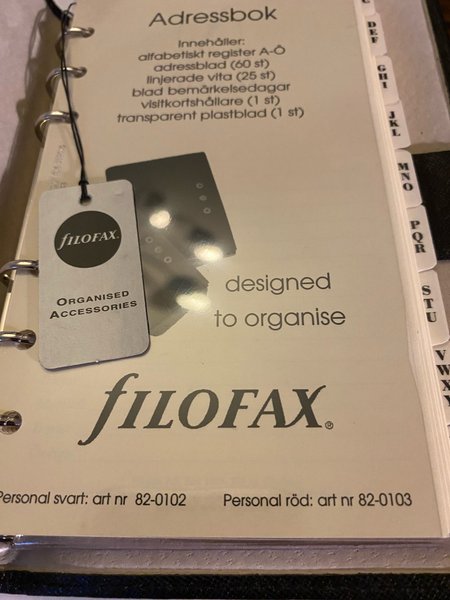 Adressbok
Innehåller:
alfabetiskt register A-Ö
adressblad (60 st)
linjerade vita (25 st)
blad bemärkelsedagar
visitkortshållare (1 st)
transparent plastblad (1 st)
FILOFAX
ORGANISED
ACCESSORIES
designed
to organise
FILOFAX®
Personal svart: art nr 82-0102
Personal röd: art nr 82-0103
C
DEF
GHI
JKL
MNO
PQR
STU
VWX